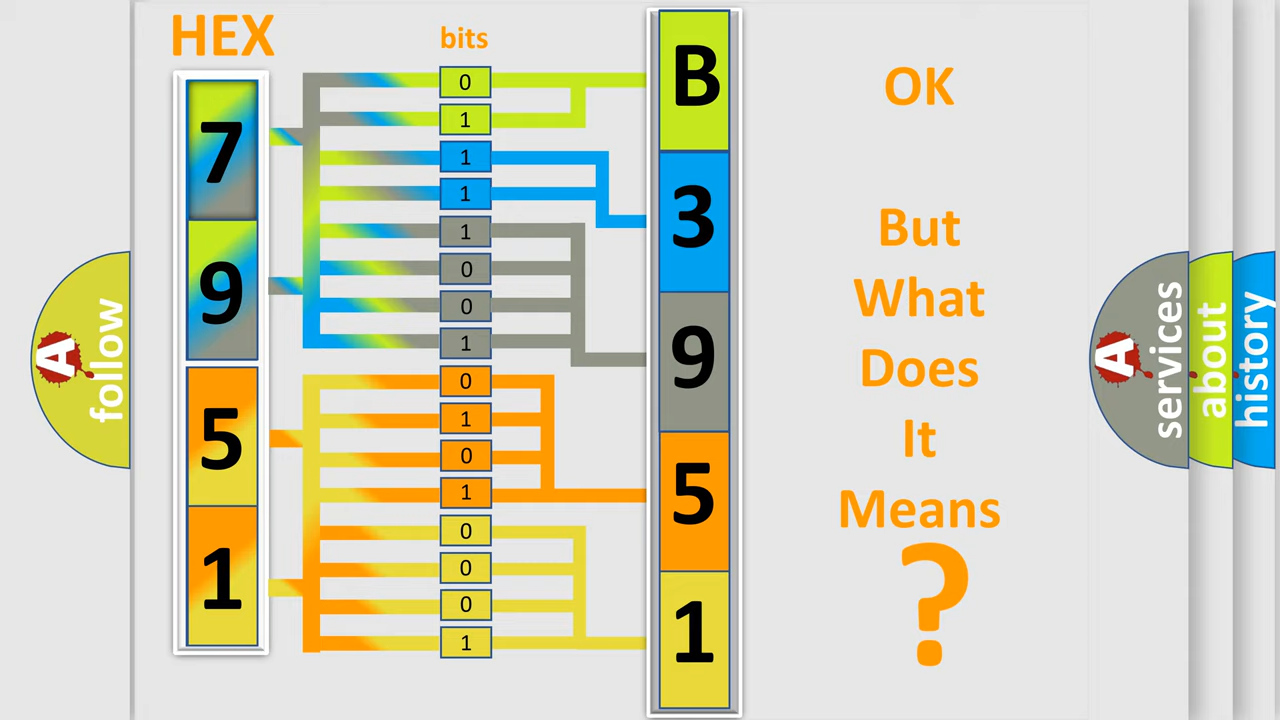 HEX
bits
7
9
5
1
0
1
1
1
1
0
0
1
0
1
0
1
0
0
0
1
B
3
9
5
1
OK
But
What
Does
It
Means
?
A
follow
A
services
about
history